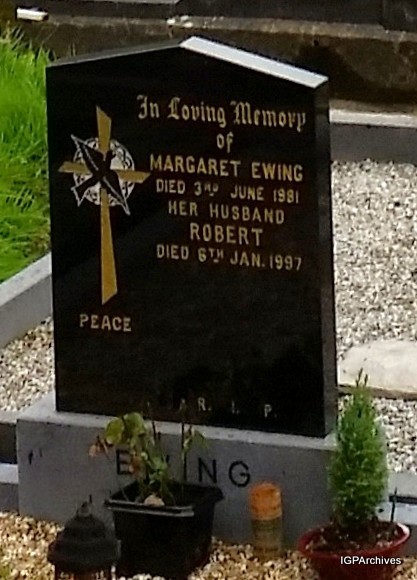 In Loving Memory
of
MARGARET EWING
DIED 3RD JUNE 1981
HER HUSBAND
ROBERT
DIED 6TH JAN. 1997
PEACE
R. I. P.
EWING
IGPArchives